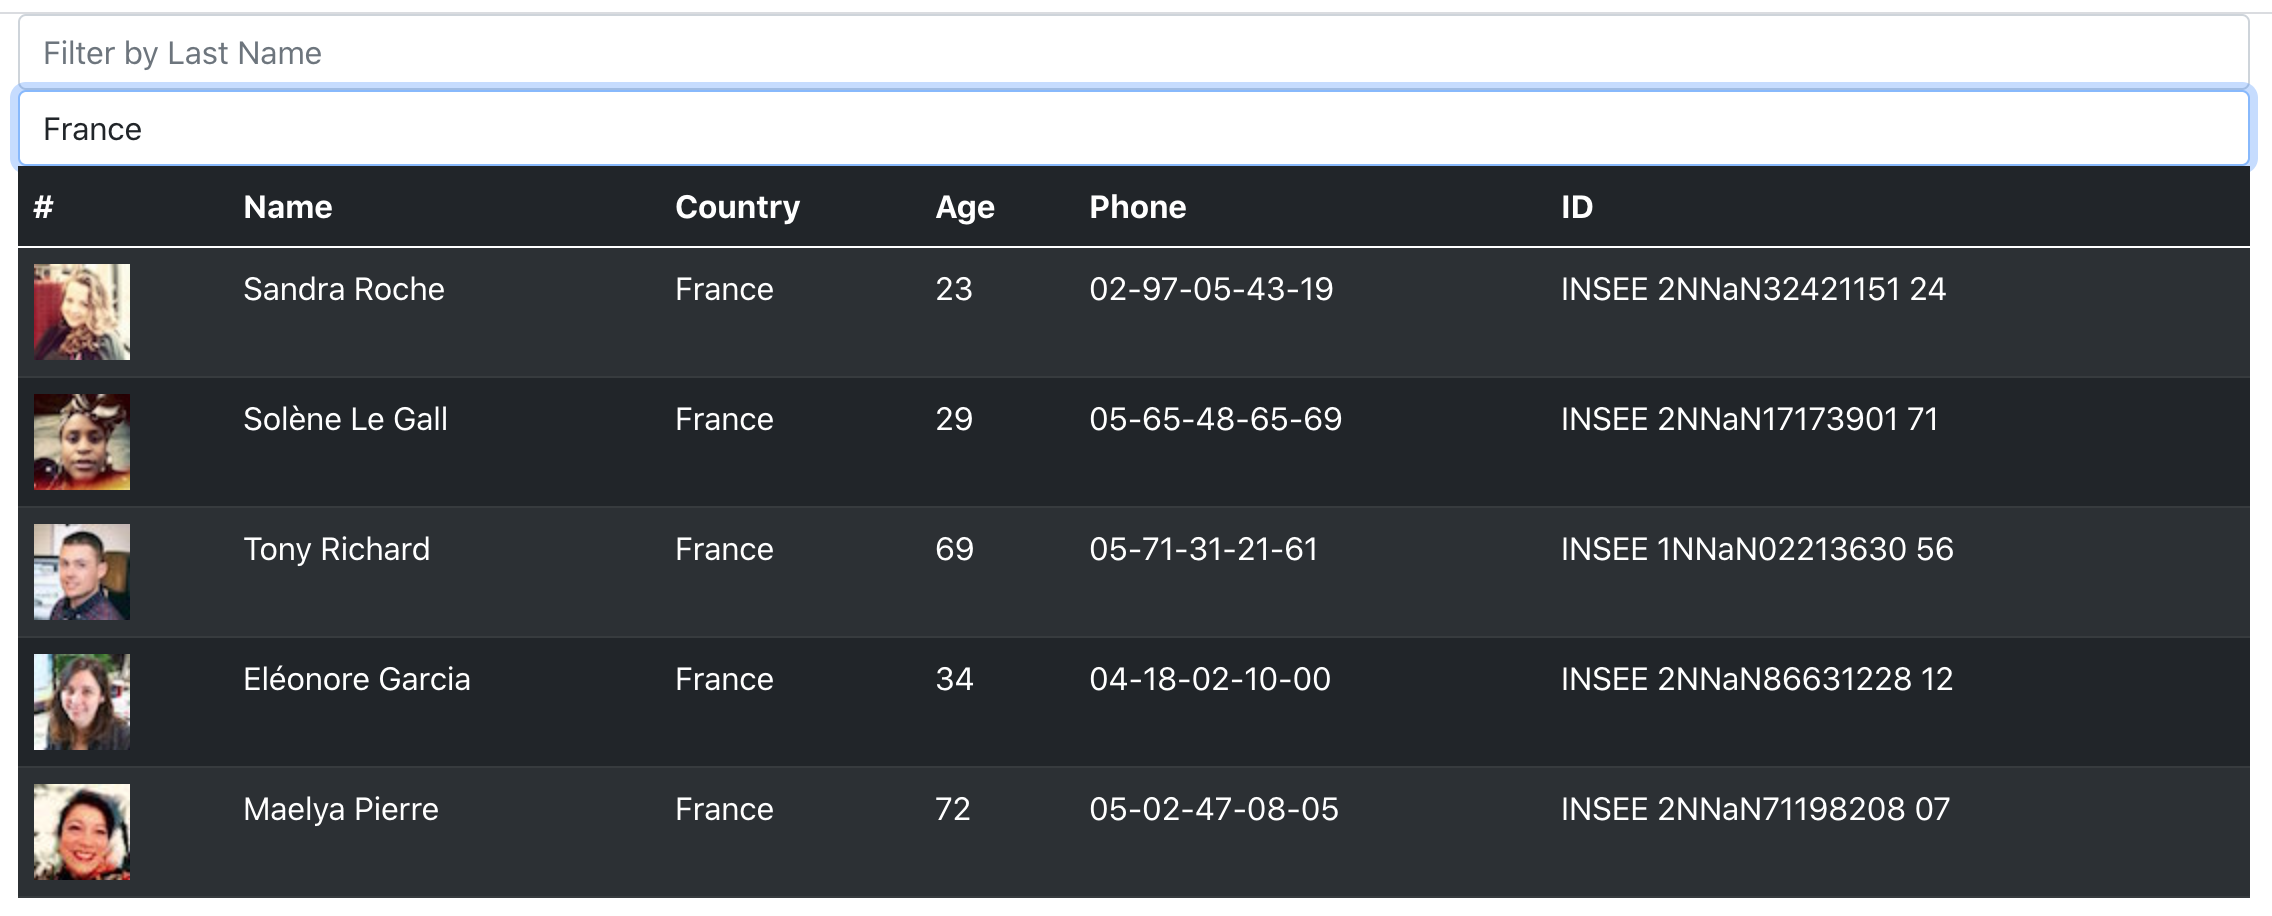 Filter by Last Name
France
# Name Country Age Phone ID
Sandra Roche France 23 02-97-05-43-19 INSEE 2NNaN32421151 24
Solène Le Gall France 29 05-65-48-65-69 INSEE 2NNaN17173901 71
Tony Richard France 69 05-71-31-21-61 INSEE 1NNaN02213630 56
Eléonore Garcia France 34 04-18-02-10-00 INSEE 2NNaN86631228 12
Maelya Pierre France 72 05-02-47-08-05 INSEE 2NNaN71198208 07